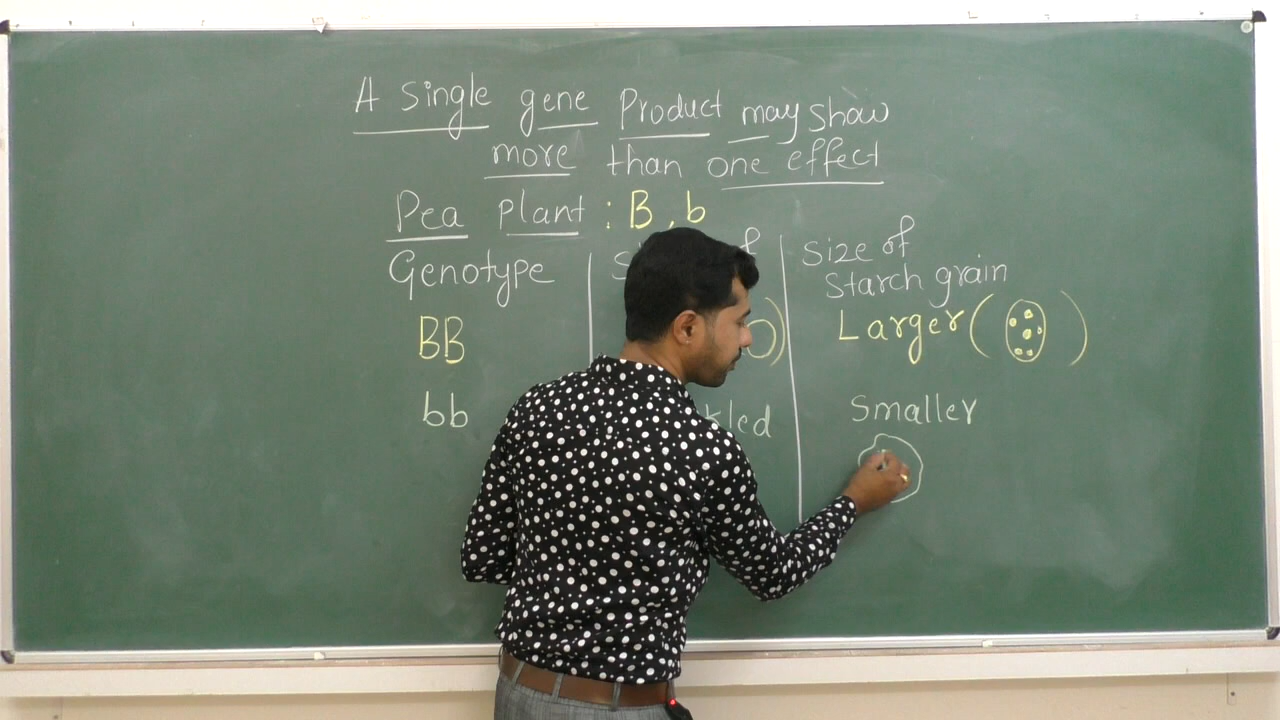 A single gene Product may show
more than one effect
Pea plant : B , b
Genotype
Size of
Starch grain
BB
Larger ( )
bb
Smaller